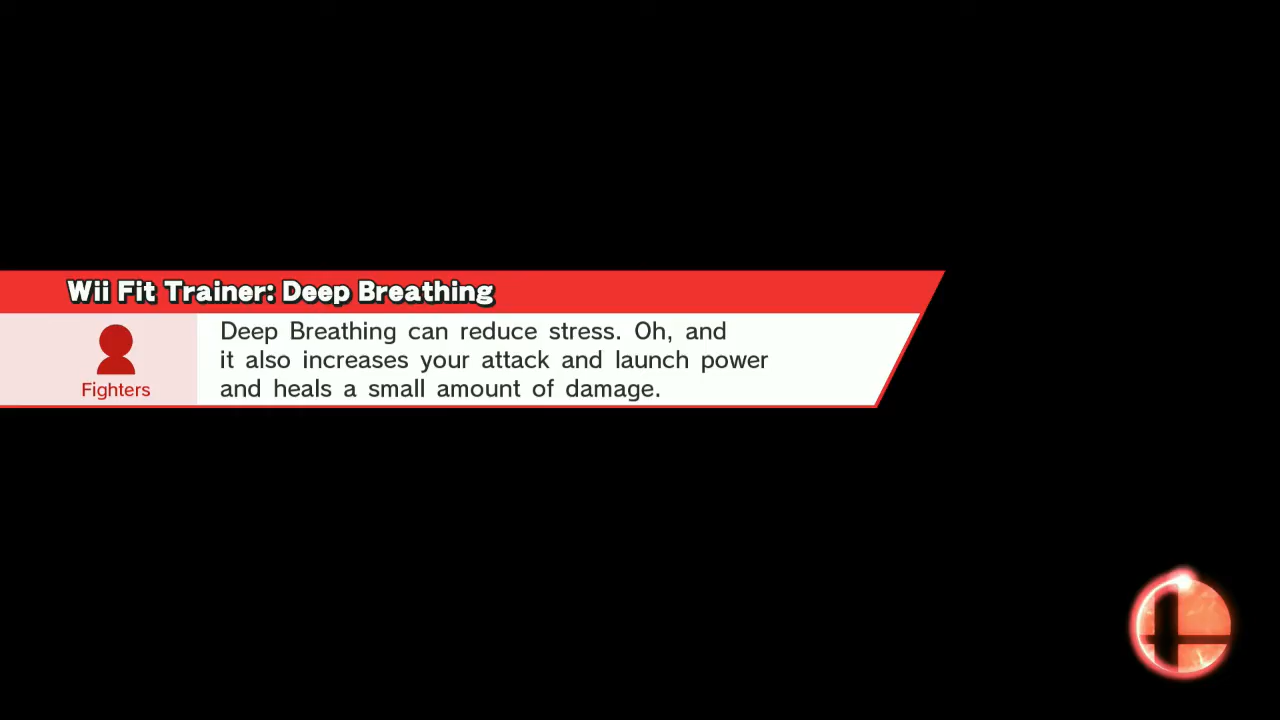 Wii Fit Trainer: Deep Breathing
Fighters
Deep Breathing can reduce stress. Oh, and
it also increases your attack and launch power
and heals a small amount of damage.